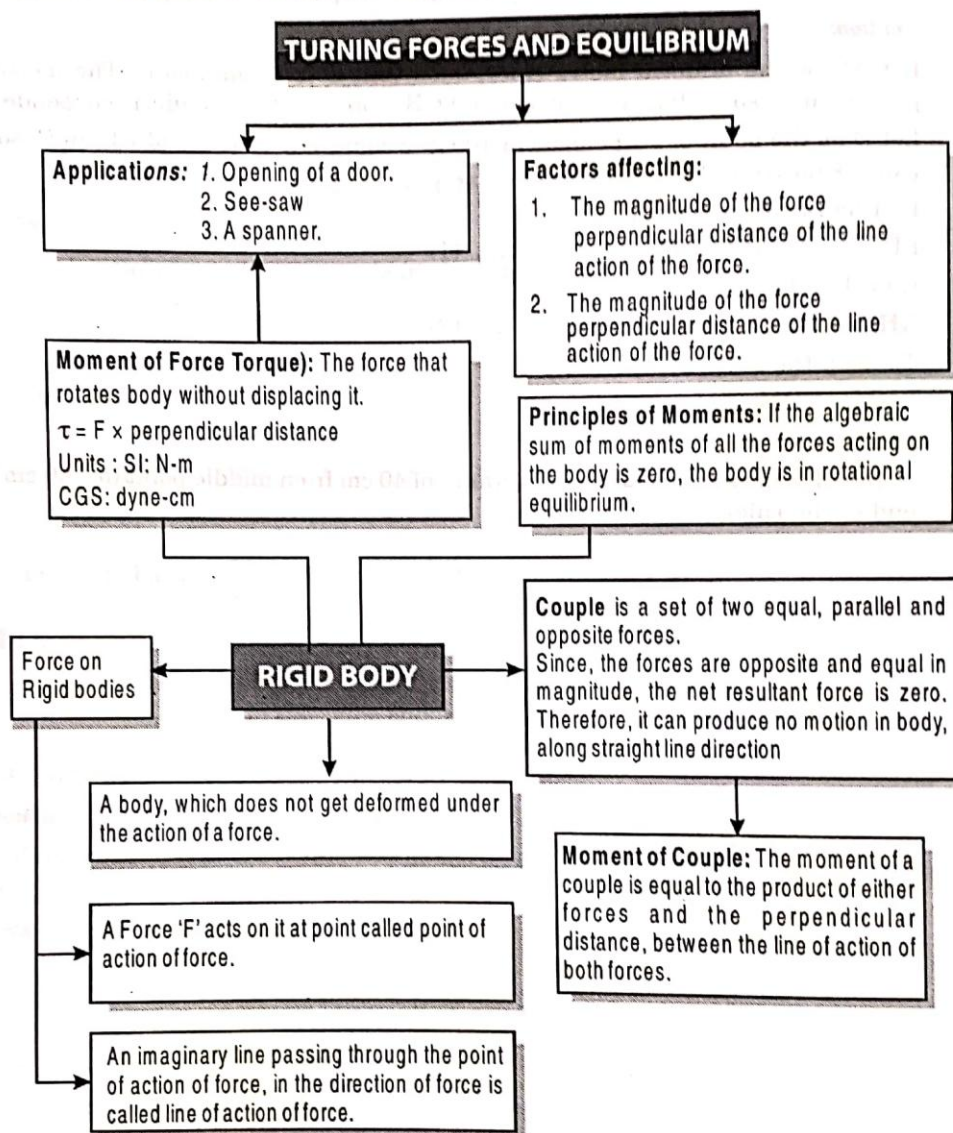 TURNING FORCES AND EQUILIBRIUM
Applications: 1. Opening of a door.
2. See-saw
3. A spanner.
Factors affecting:
1. The magnitude of the force
perpendicular distance of the line
action of the force.
2. The magnitude of the force
perpendicular distance of the line
action of the force.
Moment of Force Torque): The force that
rotates body without displacing it.
τ = F × perpendicular distance
Units : SI: N-m
CGS: dyne-cm
Principles of Moments: If the algebraic
sum of moments of all the forces acting on
the body is zero, the body is in rotational
equilibrium.
Force on
Rigid bodies
RIGID BODY
Couple is a set of two equal, parallel and
opposite forces.
Since, the forces are opposite and equal in
magnitude, the net resultant force is zero.
Therefore, it can produce no motion in body,
along straight line direction
A body, which does not get deformed under
the action of a force.
Moment of Couple: The moment of a
couple is equal to the product of either
forces and the perpendicular
distance, between the line of action of
both forces.
A Force 'F' acts on it at point called point of
action of force.
An imaginary line passing through the point
of action of force, in the direction of force is
called line of action of force.